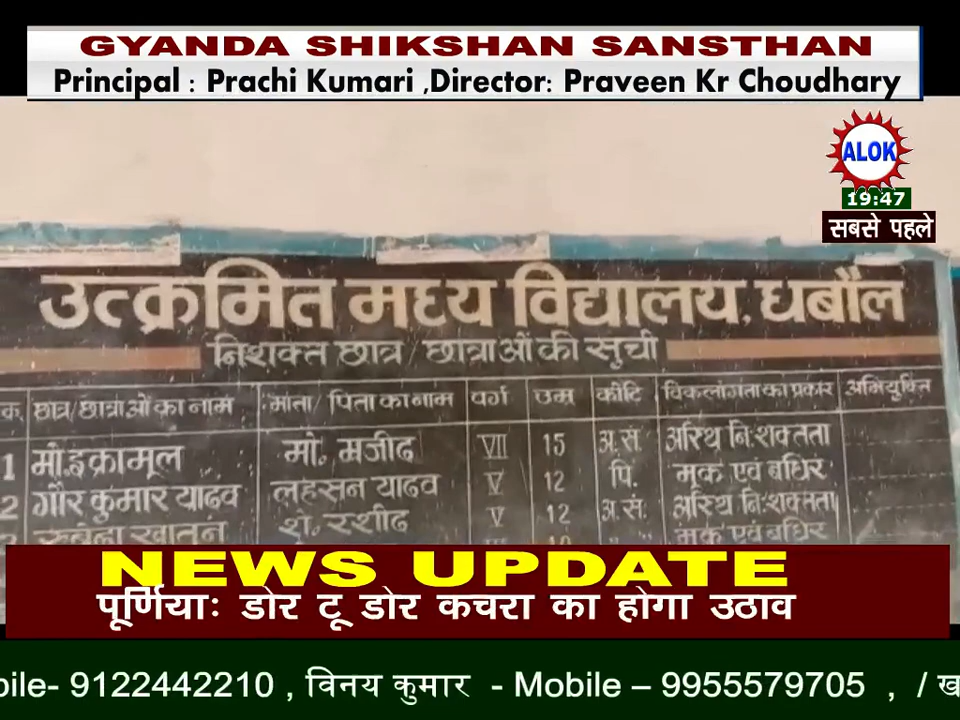 GYANDA SHIKSHAN SANSTHAN
Principal : Prachi Kumari ,Director: Praveen Kr Choudhary
ALOK
19:47
सबसे पहले
उत्क्रमित मध्य विद्यालय, धबौल
निशक्त छात्र/छात्राओं की सुची
क. छात्र/छात्राओं का नाम माता/ पिता का नाम वर्ग उम्र कोटि विकलांगता का प्रकार अभियुक्ति
1 मो. इकरामूल मो. मजीद VII 15 अ.सं. अस्थि नि:शक्तता
2 गौर कुमार यादव लहसन यादव V 12 पि. मूक एवं बधिर
रुबेना खातुन शे. रशीद V 12 अ.सं. अस्थि नि:शक्तता
मूक एवं बधिर
NEWS UPDATE
पूर्णियाः डोर टू डोर कचरा का होगा उठाव
bile- 9122442210 , विनय कुमार - Mobile – 9955579705 , / ख